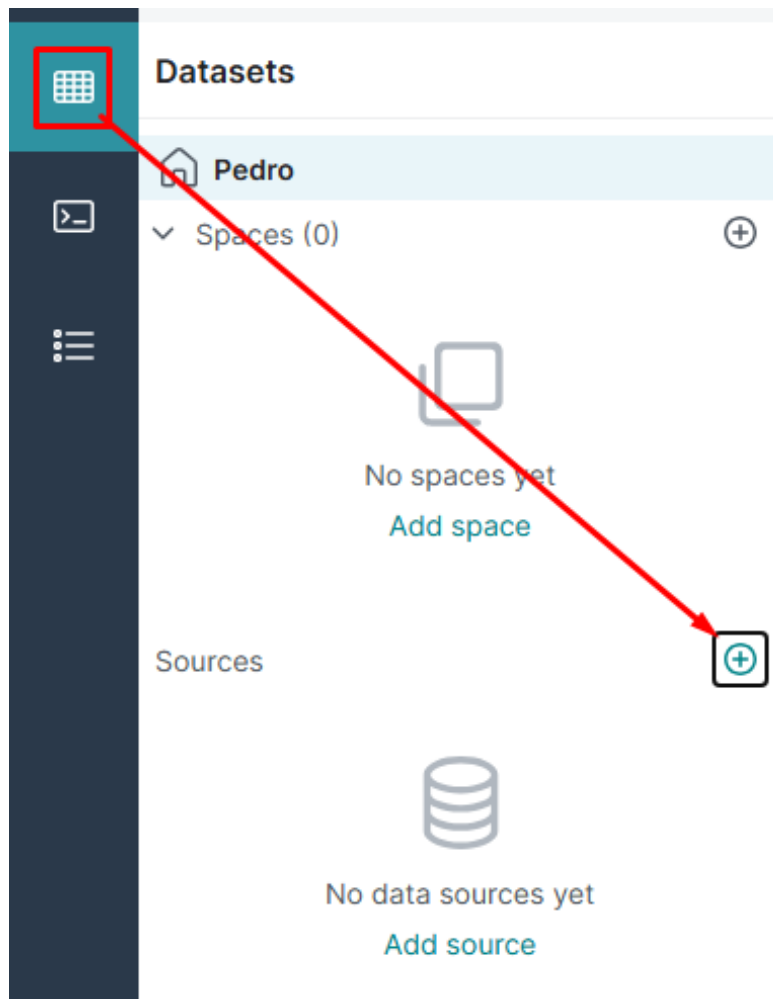 Datasets
Pedro
Spaces (0)
No spaces yet
Add space
Sources
No data sources yet
Add source